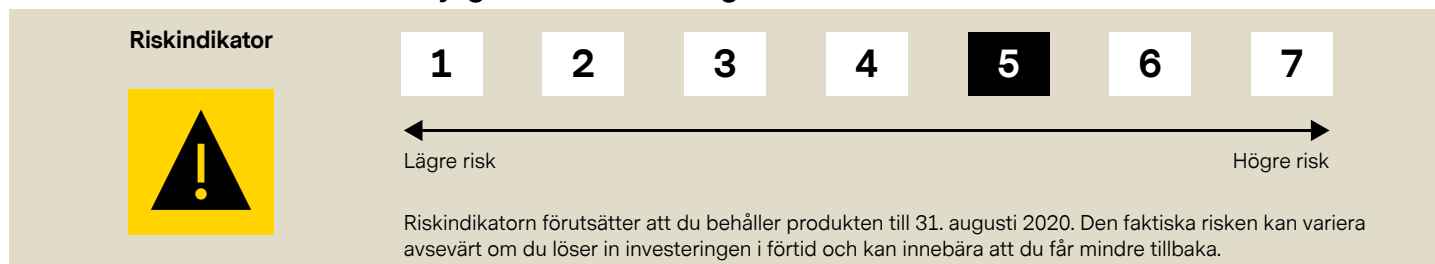 Riskindikator
1 2 3 4 5 6 7
Lägre risk Högre risk
Riskindikatorn förutsätter att du behåller produkten till 31. augusti 2020. Den faktiska risken kan variera
avsevärt om du löser in investeringen i förtid och kan innebära att du får mindre tillbaka.